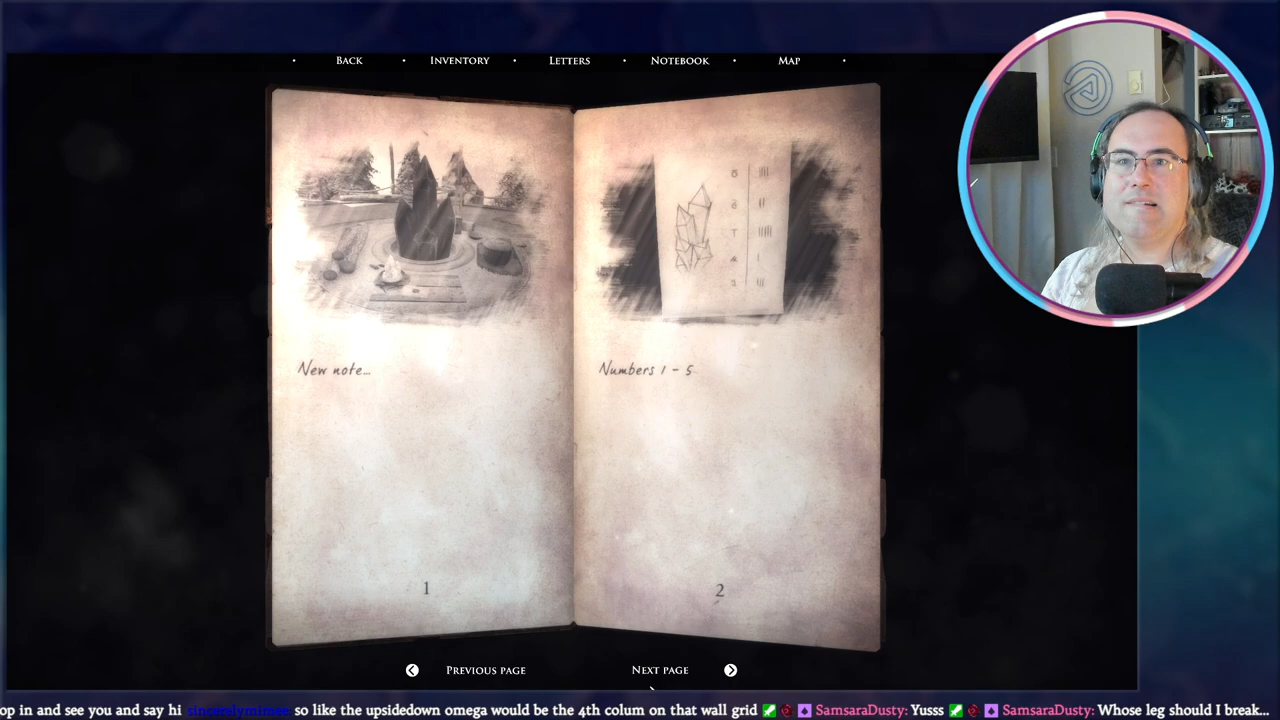 BACK
INVENTORY
LETTERS
NOTEBOOK
MAP
New note...
Numbers 1 - 5
1
2
PREVIOUS PAGE
NEXT PAGE
op in and see you and say hi sincerelymimee: so like the upsidedown omega would be the 4th colum on that wall grid SamsaraDusty: Yusss SamsaraDusty: Whose leg should I break...